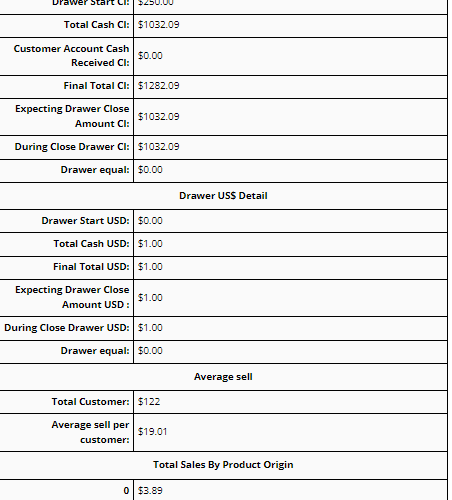 Drawer Start CI: $250.00
Total Cash CI: $1032.09
Customer Account Cash
Received CI: $0.00
Final Total CI: $1282.09
Expecting Drawer Close
Amount CI: $1032.09
During Close Drawer CI: $1032.09
Drawer equal: $0.00
Drawer US$ Detail
Drawer Start USD: $0.00
Total Cash USD: $1.00
Final Total USD: $1.00
Expecting Drawer Close
Amount USD : $1.00
During Close Drawer USD: $1.00
Drawer equal: $0.00
Average sell
Total Customer: $122
Average sell per
customer: $19.01
Total Sales By Product Origin
0 $3.89